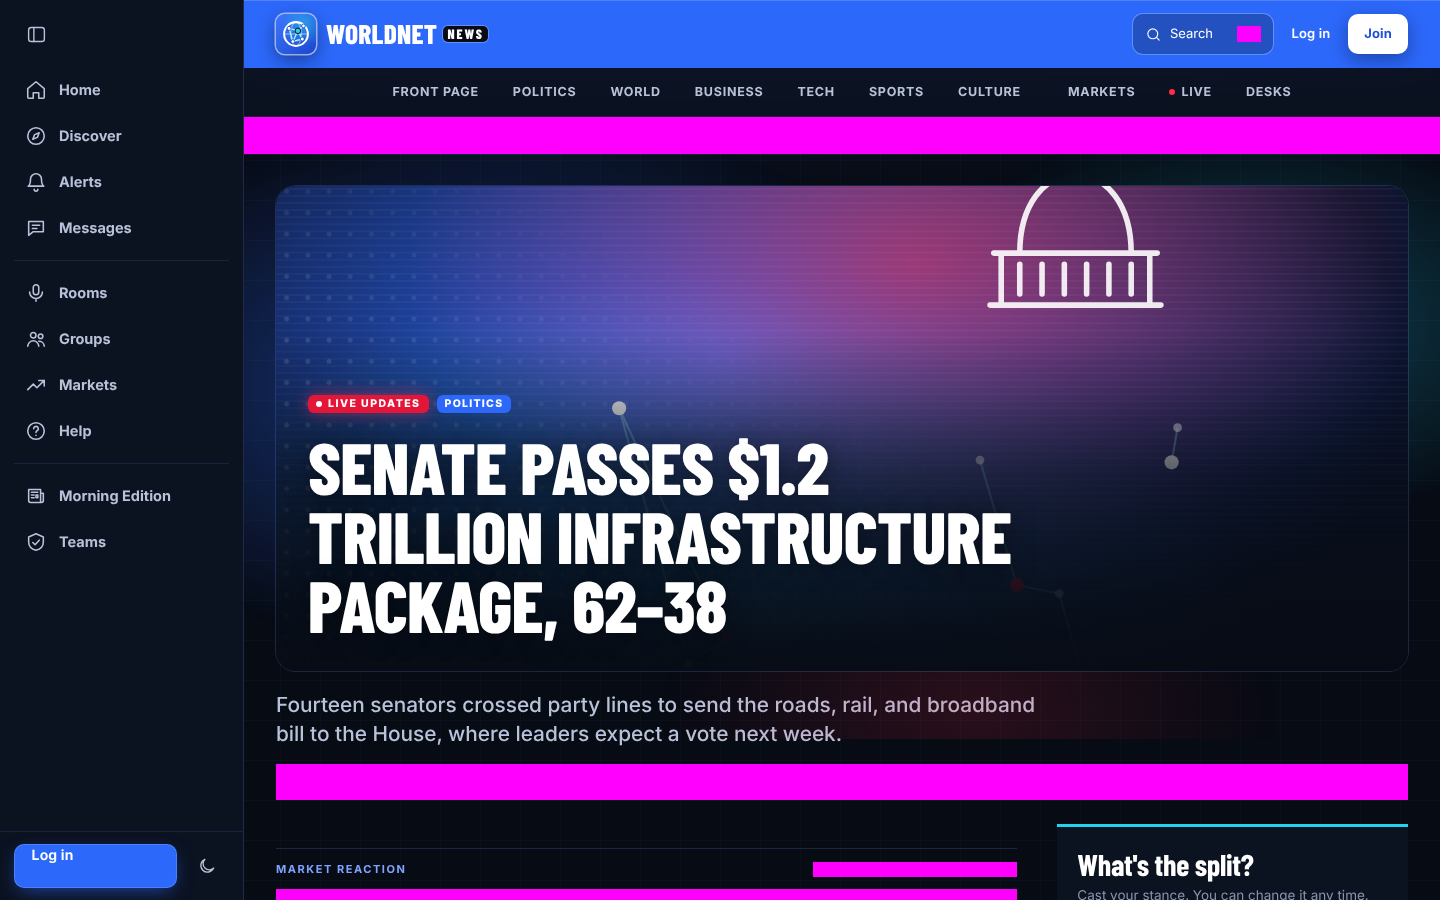 WORLDNET NEWS
Search
Log in
Join
Home
Discover
Alerts
Messages
Rooms
Groups
Markets
Help
Morning Edition
Teams
Log in
FRONT PAGE POLITICS WORLD BUSINESS TECH SPORTS CULTURE MARKETS LIVE DESKS
LIVE UPDATES POLITICS
SENATE PASSES $1.2
TRILLION INFRASTRUCTURE
PACKAGE, 62–38
Fourteen senators crossed party lines to send the roads, rail, and broadband
bill to the House, where leaders expect a vote next week.
MARKET REACTION
What's the split?
Cast your stance. You can change it any time.